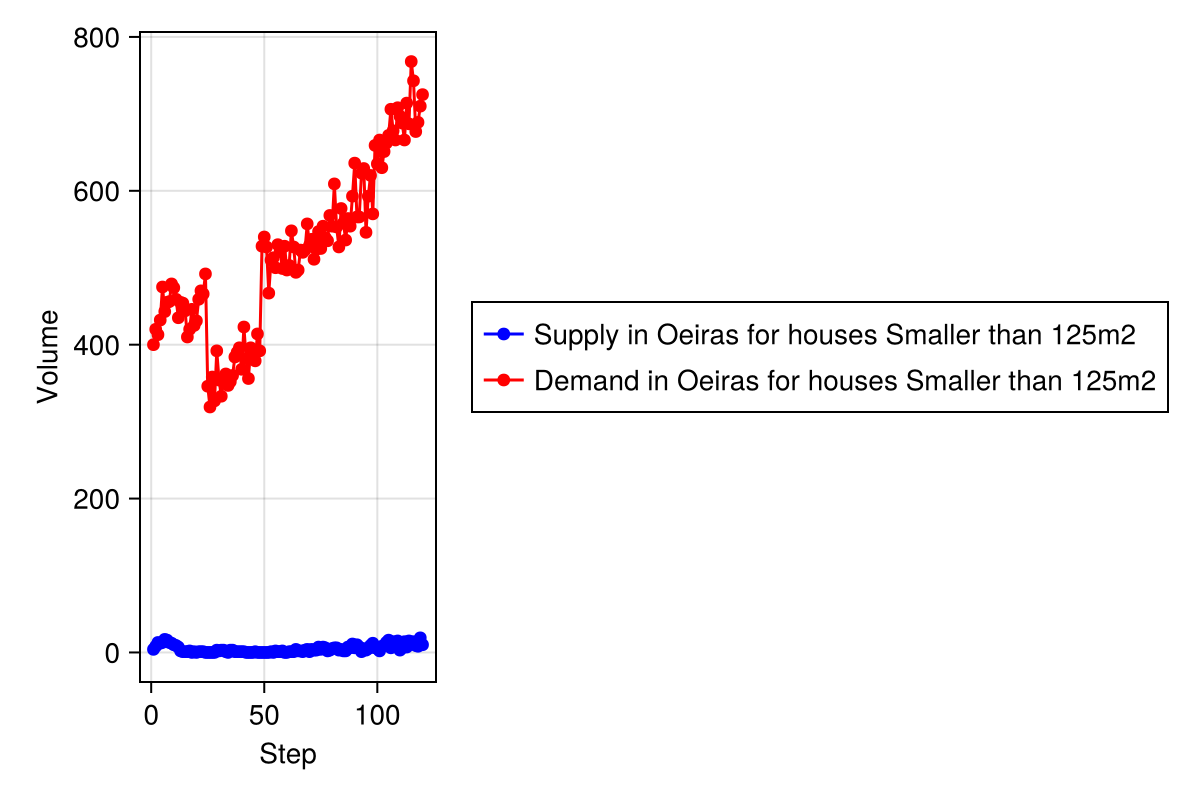 800
600
400
200
0
Volume
0 50 100
Step
Supply in Oeiras for houses Smaller than 125m2
Demand in Oeiras for houses Smaller than 125m2